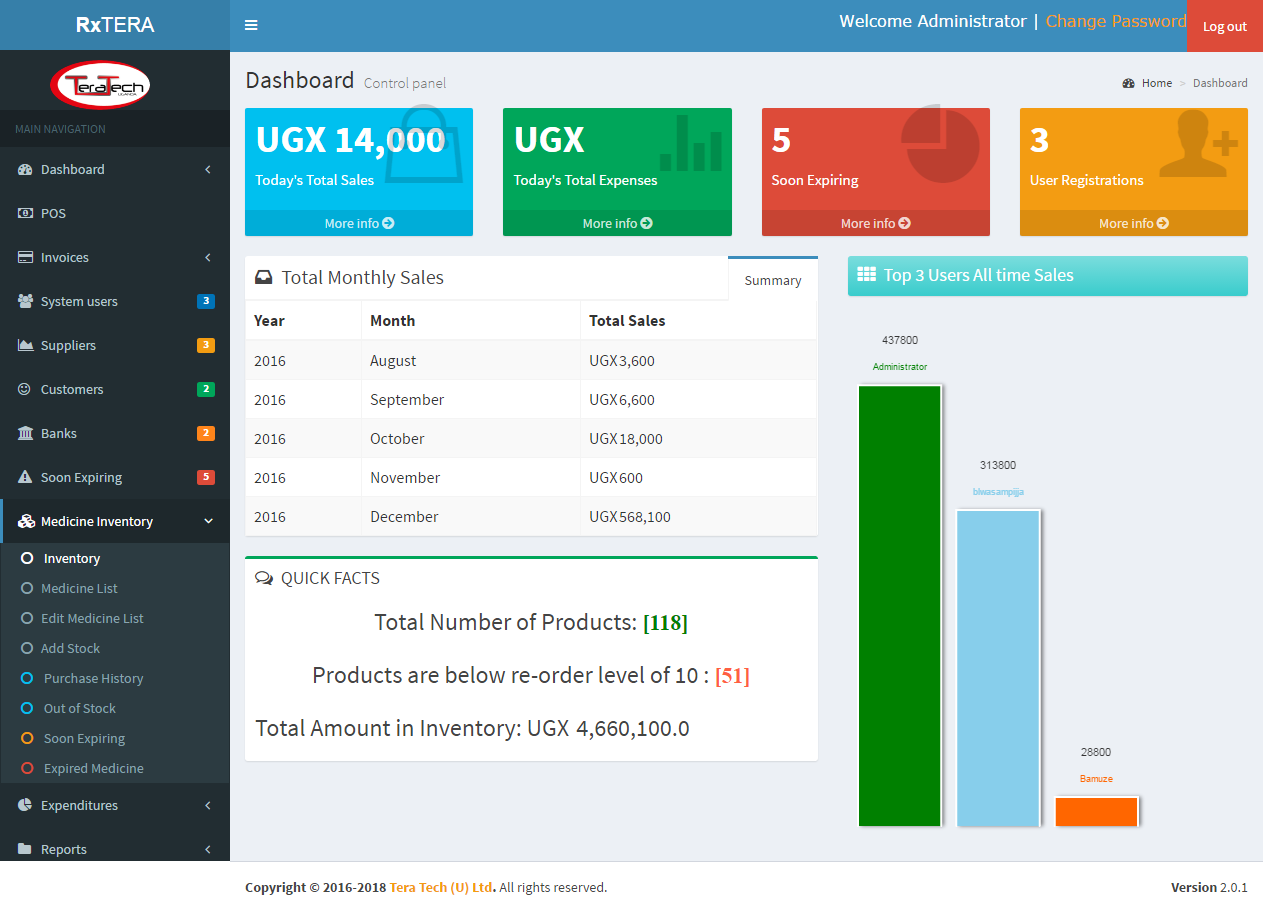 RxTERA
Welcome Administrator | Change Password
Log out
TeraTech
UGANDA
MAIN NAVIGATION
Dashboard
POS
Invoices
System users 3
Suppliers 3
Customers 2
Banks 2
Soon Expiring 5
Medicine Inventory
Inventory
Medicine List
Edit Medicine List
Add Stock
Purchase History
Out of Stock
Soon Expiring
Expired Medicine
Expenditures
Reports
Dashboard Control panel
Home > Dashboard
UGX 14,000
Today's Total Sales
More info
UGX
Today's Total Expenses
More info
5
Soon Expiring
More info
3
User Registrations
More info
Total Monthly Sales
Summary
Year Month Total Sales
2016 August UGX3,600
2016 September UGX6,600
2016 October UGX18,000
2016 November UGX600
2016 December UGX568,100
QUICK FACTS
Total Number of Products: [118]
Products are below re-order level of 10 : [51]
Total Amount in Inventory: UGX 4,660,100.0
Top 3 Users All time Sales
437800
Administrator
313800
blwasampijja
28800
Bamuze
Copyright © 2016-2018 Tera Tech (U) Ltd. All rights reserved.
Version 2.0.1